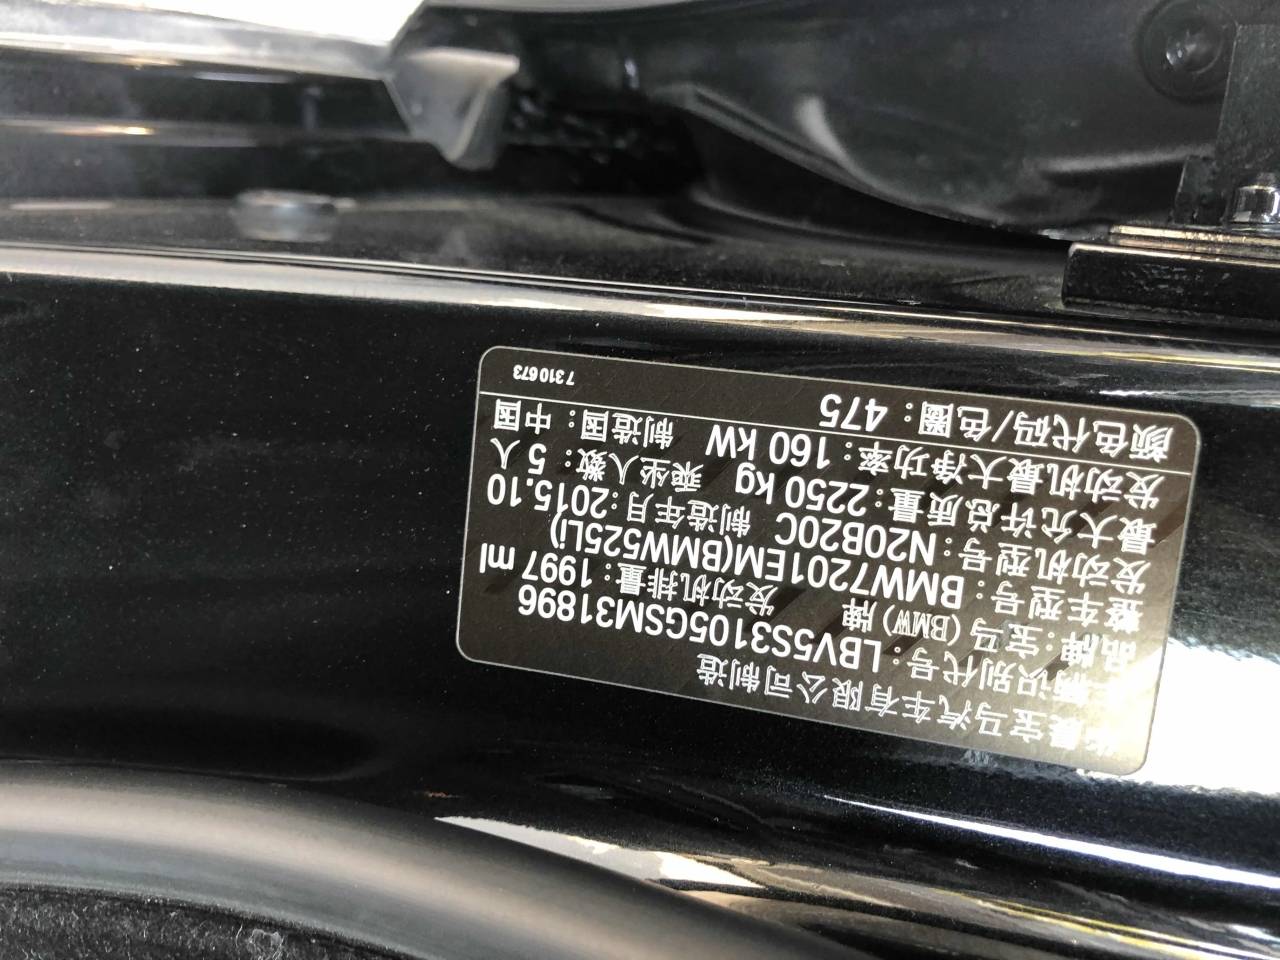 华晨宝马汽车有限公司制造
车辆识别代号：LBV5S3105GSM31896
品牌：宝马(BMW)牌 发动机排量：1997 ml
整车型号：BMW7201EM(BMW525Li)
发动机型号：N20B20C 制造年月：2015.10
最大允许总质量：2250 kg 乘坐人数：5 人
发动机最大净功率：160 kW 制造国：中国
颜色代码/色圈：475
7310673